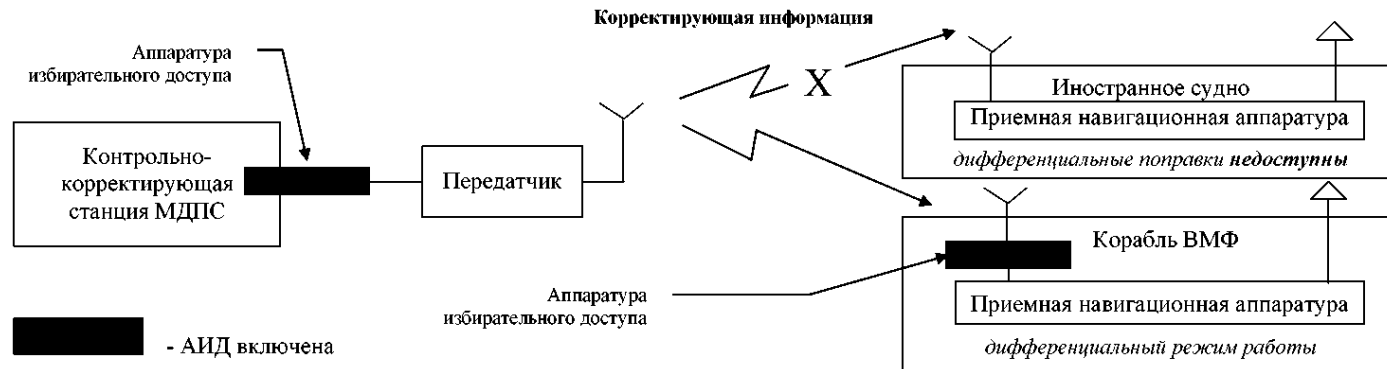 Корректирующая информация
Аппаратура
избирательного доступа
Контрольно-
корректирующая
станция МДПС
Передатчик
X
Иностранное судно
Приемная навигационная аппаратура
дифференциальные поправки недоступны
Корабль ВМФ
Приемная навигационная аппаратура
дифференциальный режим работы
Аппаратура
избирательного доступа
- АИД включена